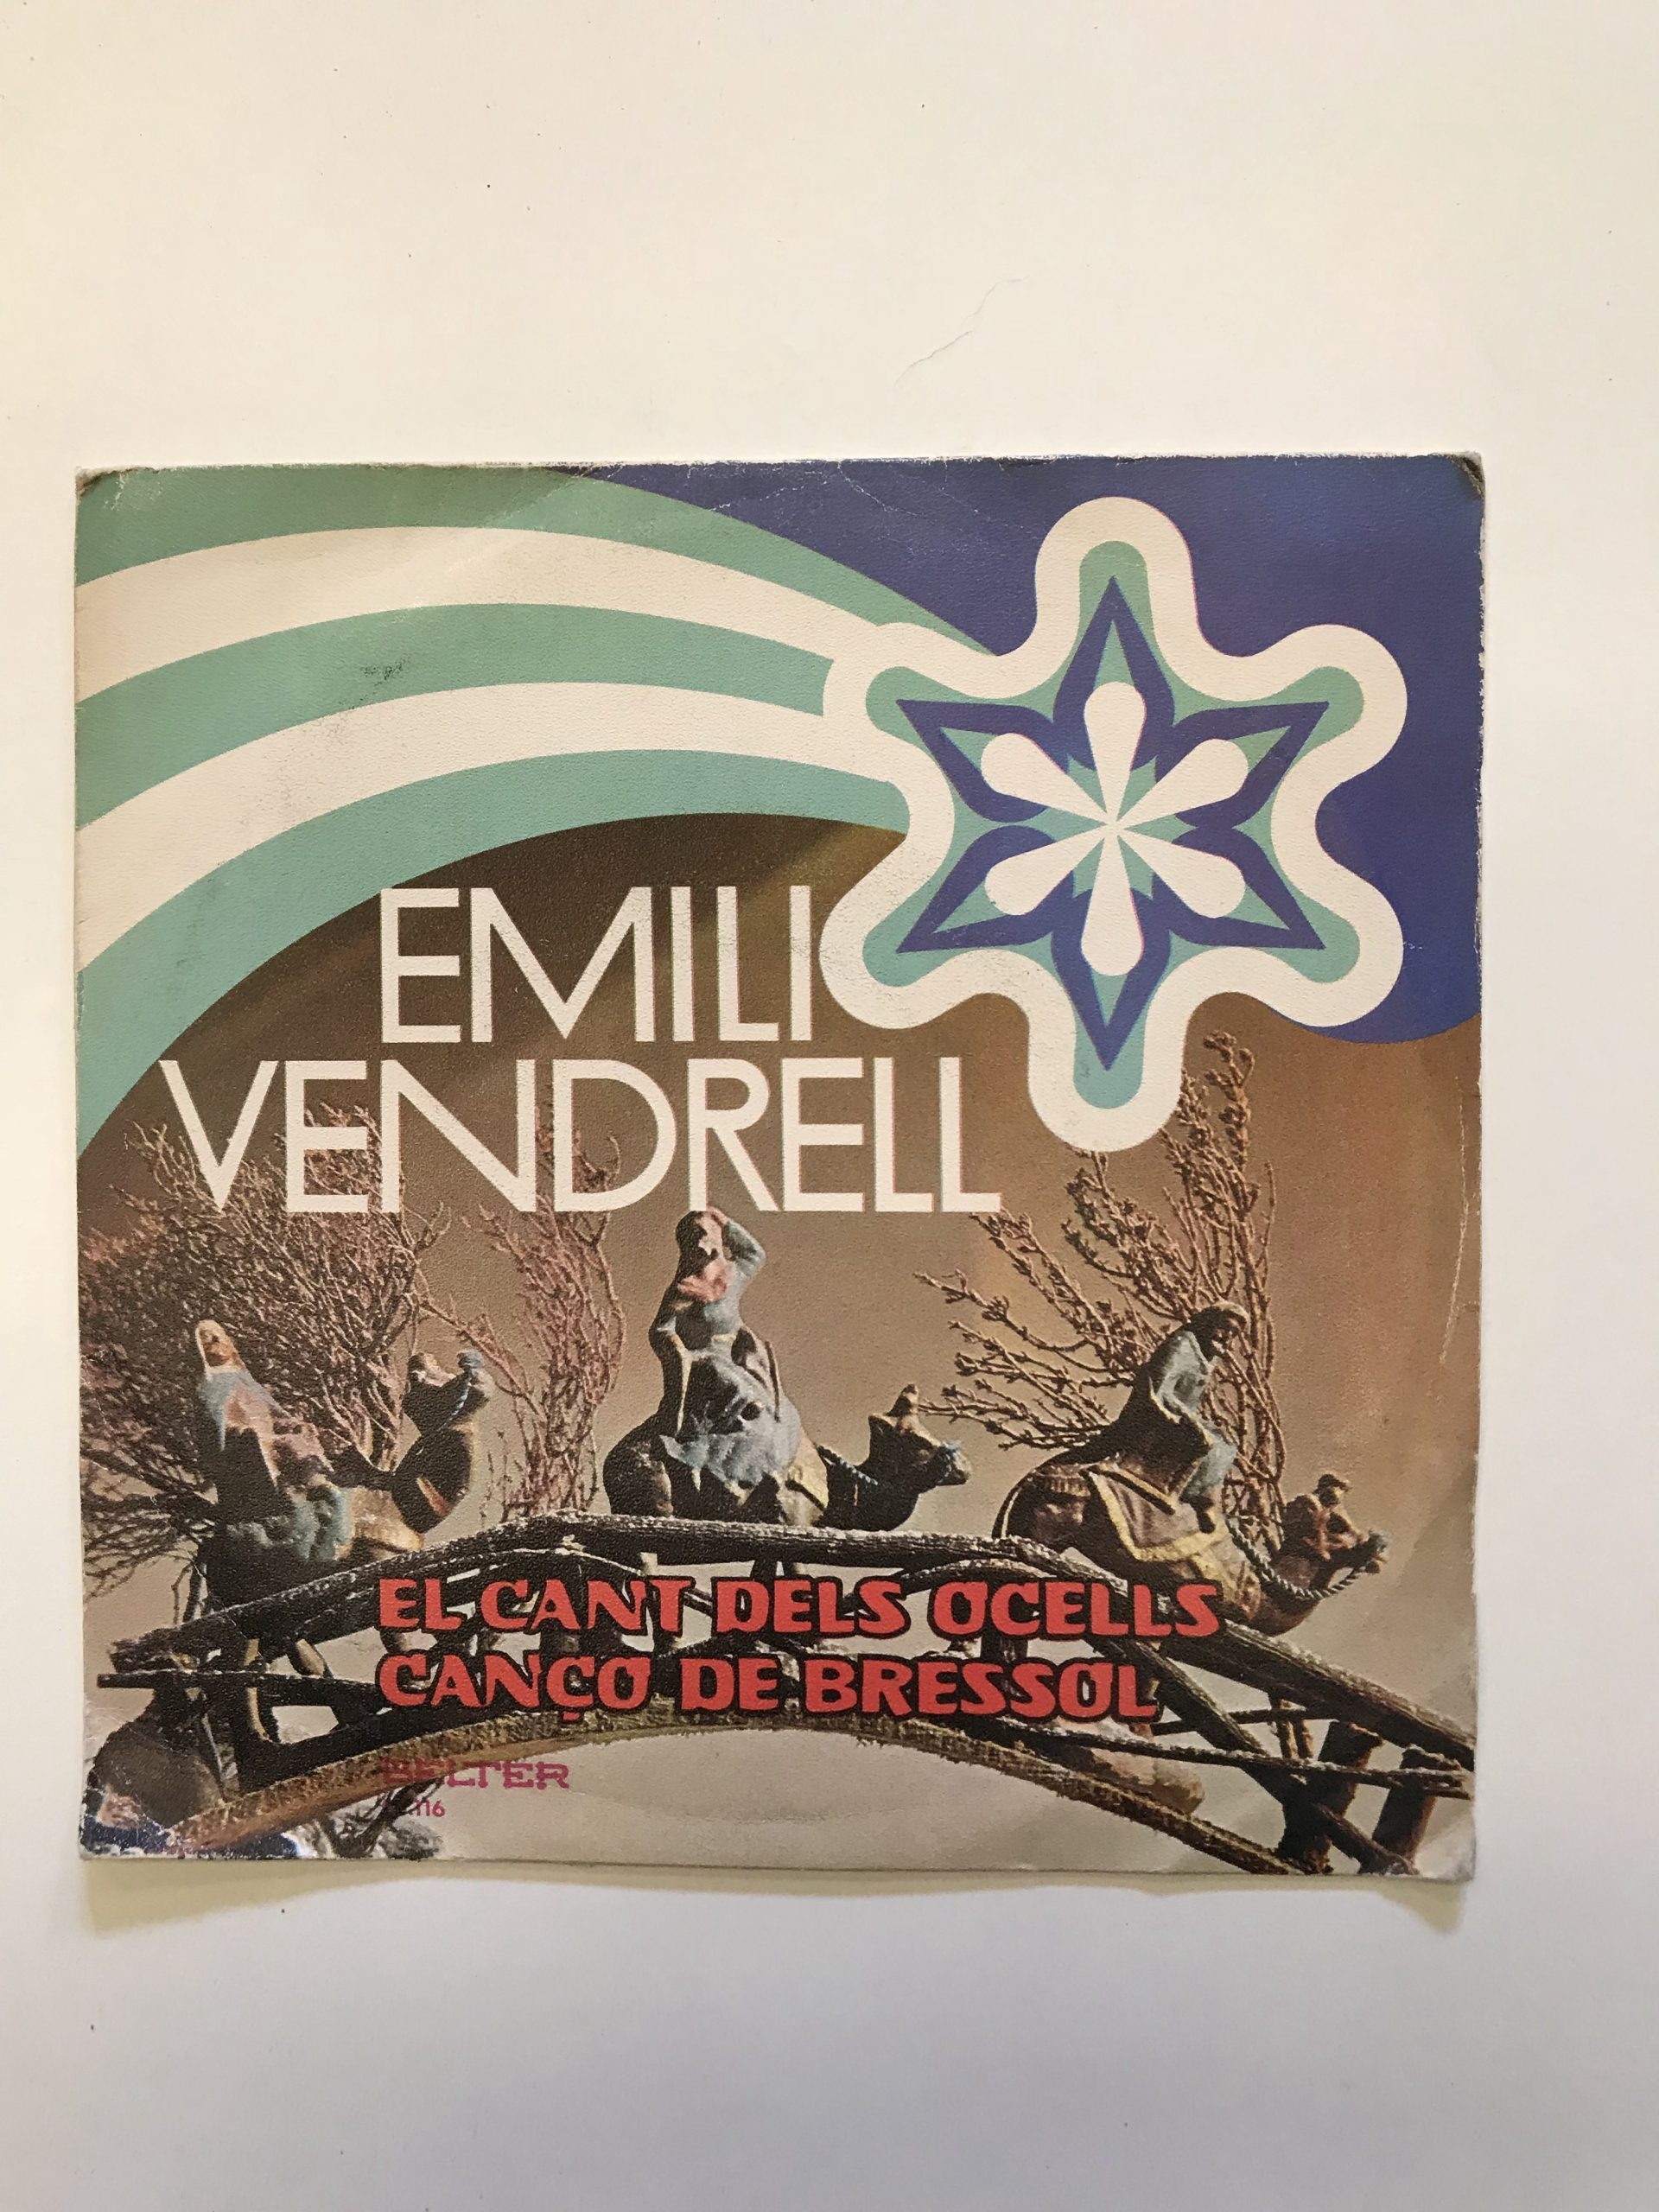 EMILI
VENDRELL
EL CANT DELS OCELLS
CANÇO DE BRESSOL
BELTER